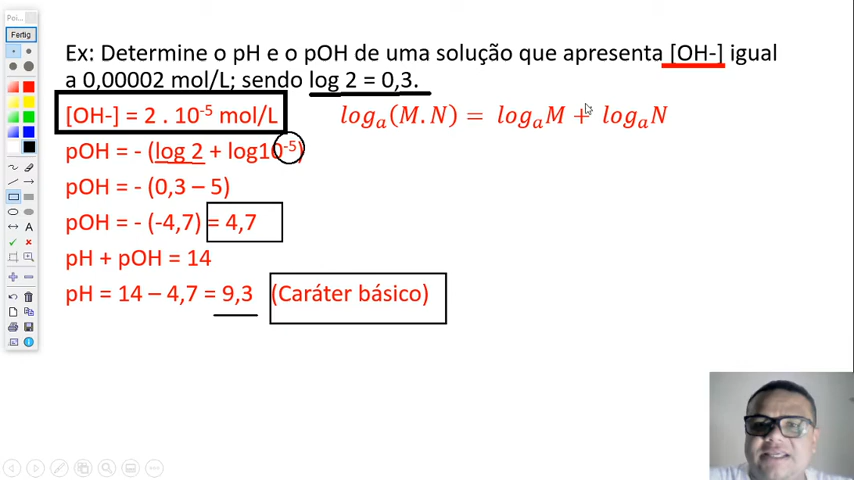 Poi...
Fertig
Ex: Determine o pH e o pOH de uma solução que apresenta [OH-] igual
a 0,00002 mol/L; sendo log 2 = 0,3.
[OH-] = 2 . 10⁻⁵ mol/L
logₐ(M.N) = logₐM + logₐN
pOH = - (log 2 + log10⁻⁵)
pOH = - (0,3 – 5)
pOH = - (-4,7) = 4,7
pH + pOH = 14
pH = 14 – 4,7 = 9,3 (Caráter básico)
A